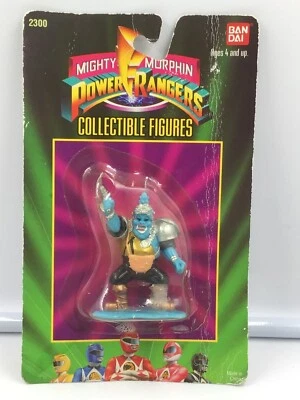 2300
BAN
DAI
MIGHTY MORPHIN
POWER RANGERS
Ages 4 and up.
COLLECTIBLE FIGURES